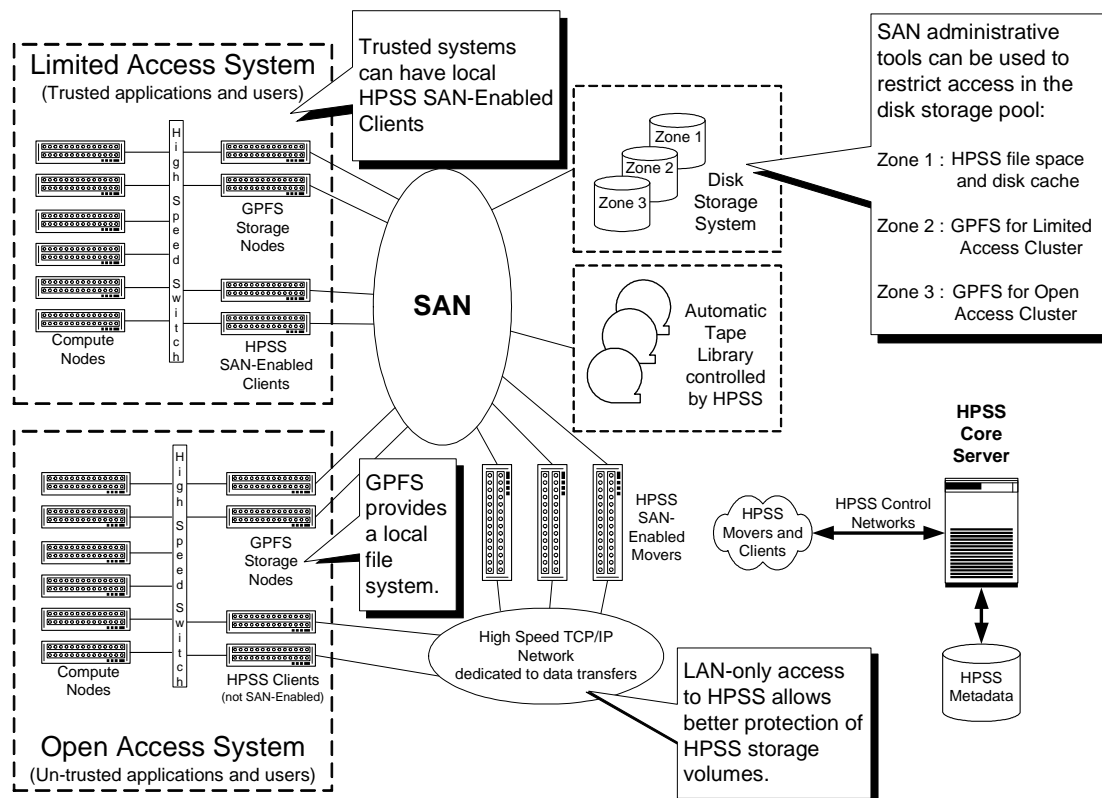 Limited Access System
(Trusted applications and users)
High Speed Switch
Compute
Nodes
GPFS
Storage
Nodes
HPSS
SAN-Enabled
Clients
Trusted systems
can have local
HPSS SAN-Enabled
Clients
SAN
Zone 1
Zone 2
Zone 3
Disk
Storage
System
SAN administrative
tools can be used to
restrict access in the
disk storage pool:
Zone 1 : HPSS file space
and disk cache
Zone 2 : GPFS for Limited
Access Cluster
Zone 3 : GPFS for Open
Access Cluster
Automatic
Tape
Library
controlled
by HPSS
High Speed Switch
Compute
Nodes
GPFS
Storage
Nodes
HPSS Clients
(not SAN-Enabled)
Open Access System
(Un-trusted applications and users)
GPFS
provides
a local
file
system.
HPSS
SAN-
Enabled
Movers
High Speed TCP/IP
Network
dedicated to data transfers
LAN-only access
to HPSS allows
better protection of
HPSS storage
volumes.
HPSS
Movers and
Clients
HPSS Control
Networks
HPSS
Core
Server
HPSS
Metadata